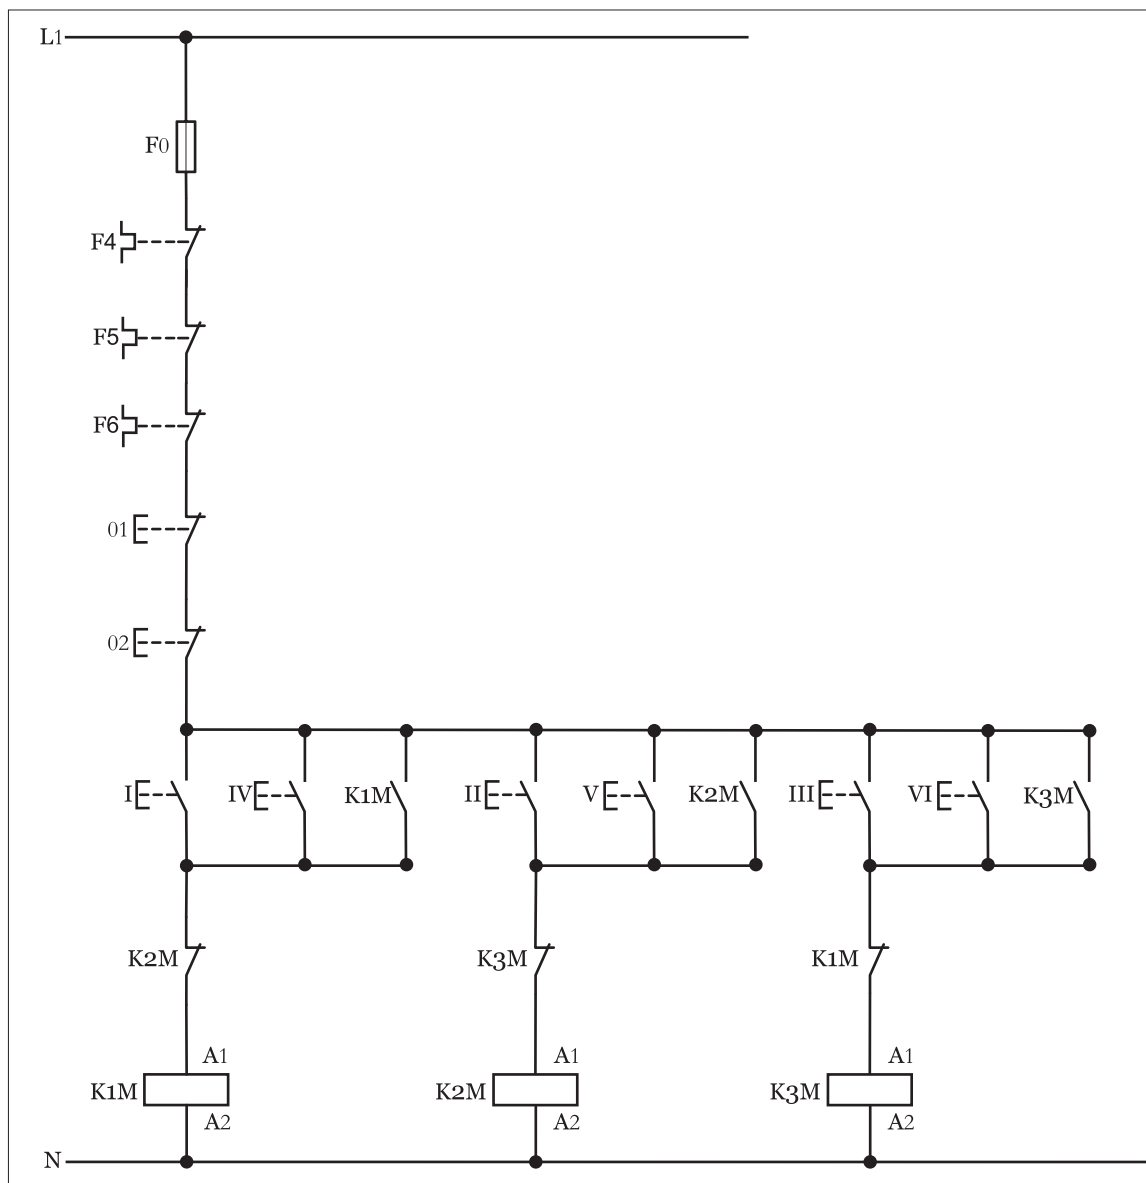 L1
F0
F4
F5
F6
01
02
I IV K1M II V K2M III VI K3M
K2M K3M K1M
A1 A1 A1
K1M K2M K3M
A2 A2 A2
N